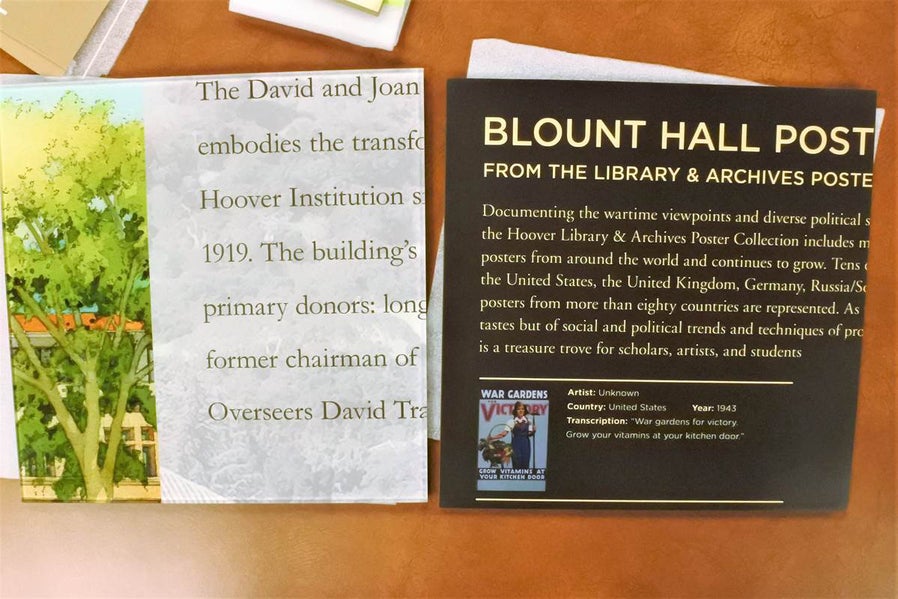 The David and Joan
embodies the transfo
Hoover Institution si
1919. The building's
primary donors: long
former chairman of
Overseers David Tra
BLOUNT HALL POST
FROM THE LIBRARY & ARCHIVES POSTE
Documenting the wartime viewpoints and diverse political s
the Hoover Library & Archives Poster Collection includes m
posters from around the world and continues to grow. Tens o
the United States, the United Kingdom, Germany, Russia/So
posters from more than eighty countries are represented. As
tastes but of social and political trends and techniques of pro
is a treasure trove for scholars, artists, and students
WAR GARDENS
FOR
VICTORY
GROW VITAMINS AT
YOUR KITCHEN DOOR
Artist: Unknown
Country: United States Year: 1943
Transcription: "War gardens for victory.
Grow your vitamins at your kitchen door."